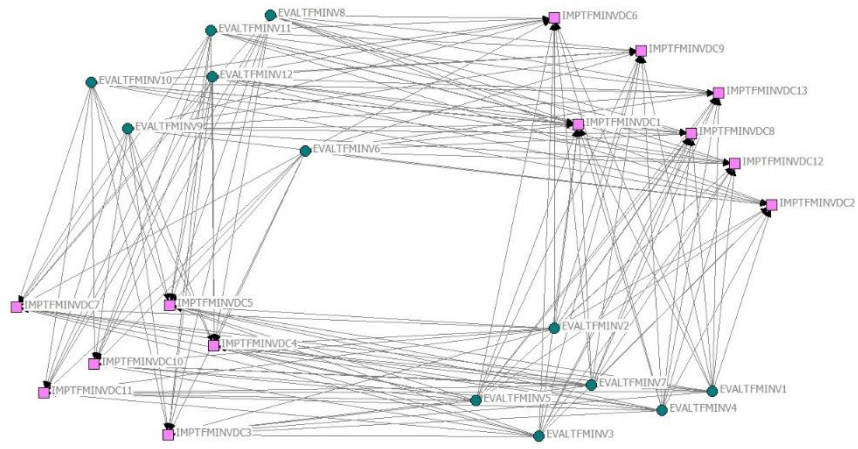 EVALTFMINV8
IMPTFMINVDC6
EVALTFMINV11
IMPTFMINVDC9
EVALTFMINV12
EVALTFMINV10
IMPTFMINVDC13
EVALTFMINV9
IMPTFMINVDC1
IMPTFMINVDC8
EVALTFMINV6
IMPTFMINVDC12
IMPTFMINVDC2
IMPTFMINVDC7
IMPTFMINVDC5
EVALTFMINV2
IMPTFMINVDC4
IMPTFMINVDC10
EVALTFMINV7
EVALTFMINV1
IMPTFMINVDC11
EVALTFMINV5
EVALTFMINV4
IMPTFMINVDC3
EVALTFMINV3